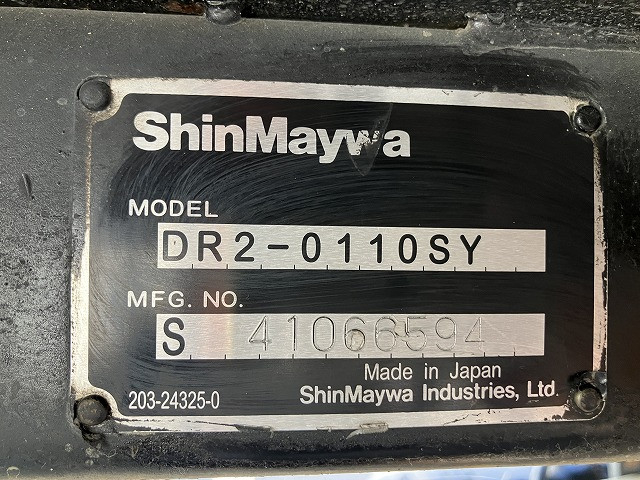 ShinMaywa
MODEL
DR2-0110SY
MFG. NO.
S 41066594
Made in Japan
203-24325-0 ShinMaywa Industries, Ltd.